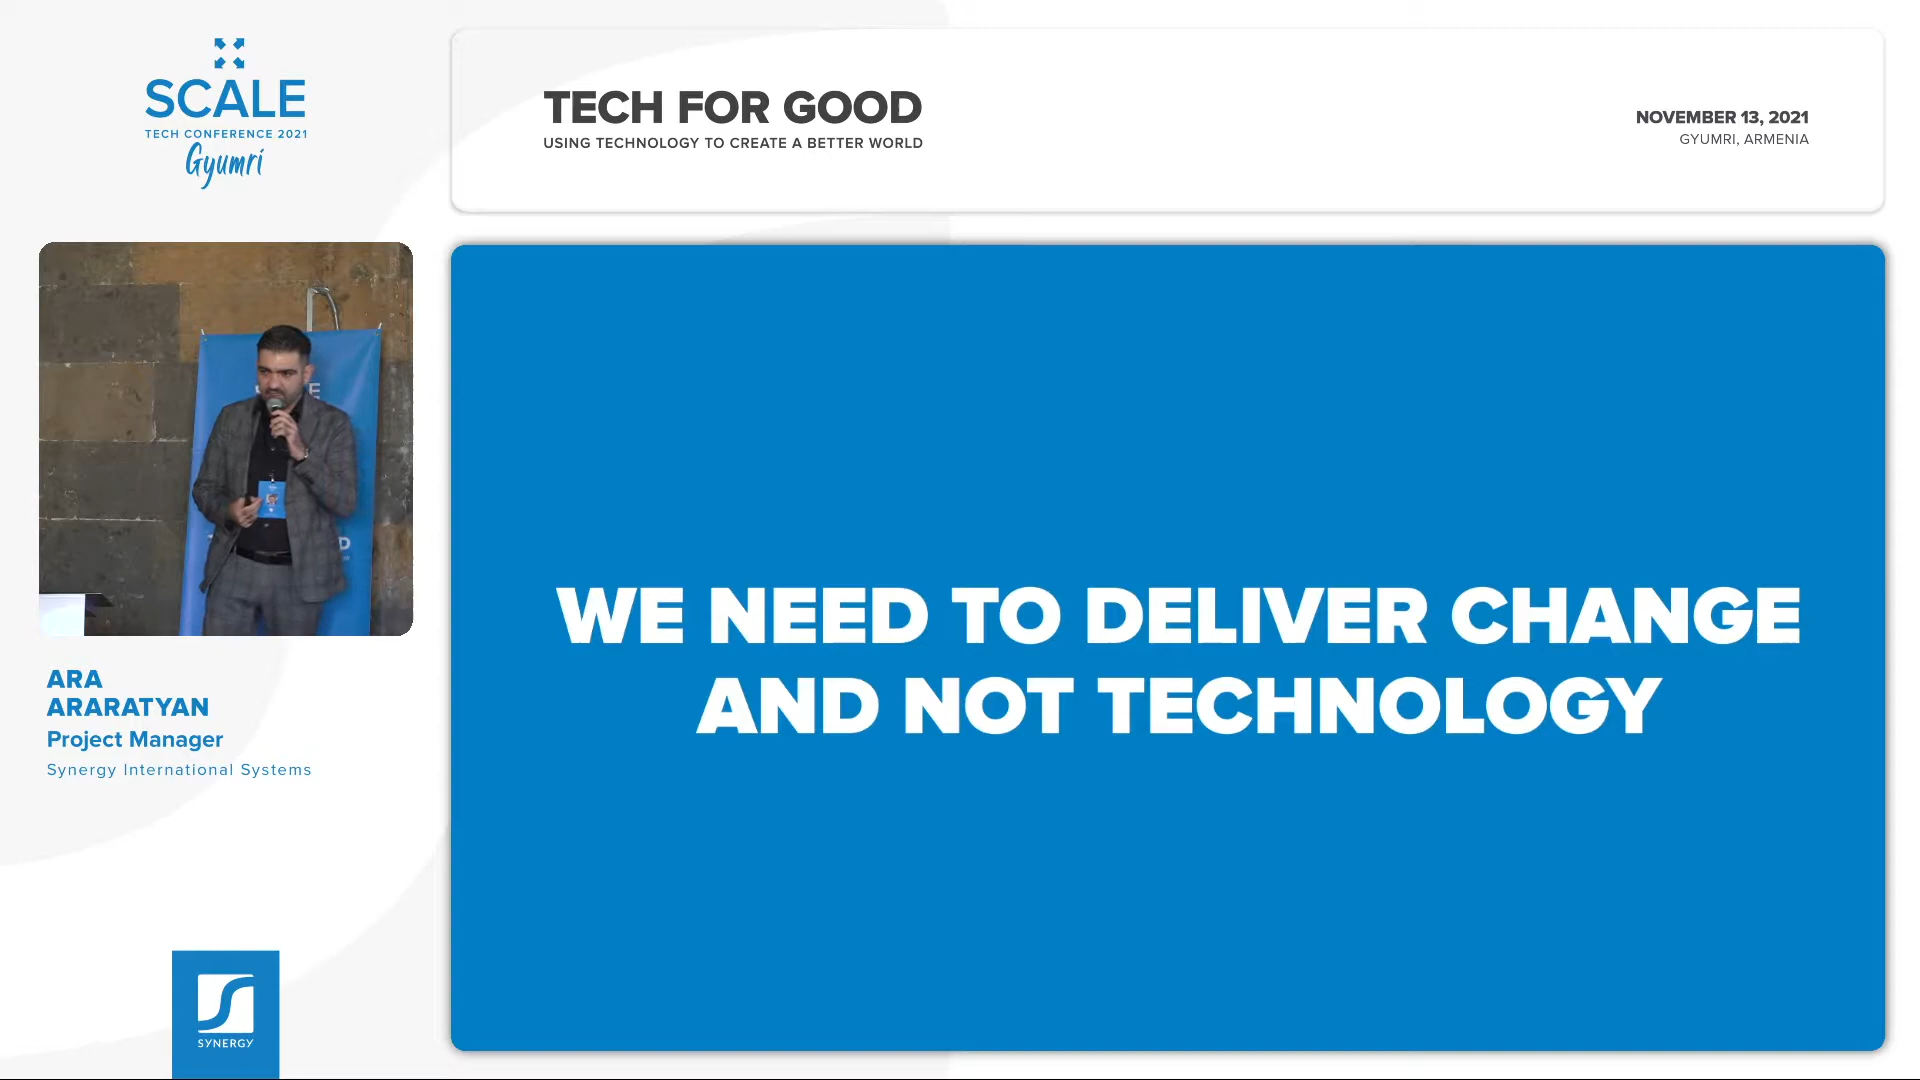 SCALE
TECH CONFERENCE 2021
Gyumri
TECH FOR GOOD
USING TECHNOLOGY TO CREATE A BETTER WORLD
NOVEMBER 13, 2021
GYUMRI, ARMENIA
WE NEED TO DELIVER CHANGE
AND NOT TECHNOLOGY
ARA
ARARATYAN
Project Manager
Synergy International Systems
SYNERGY